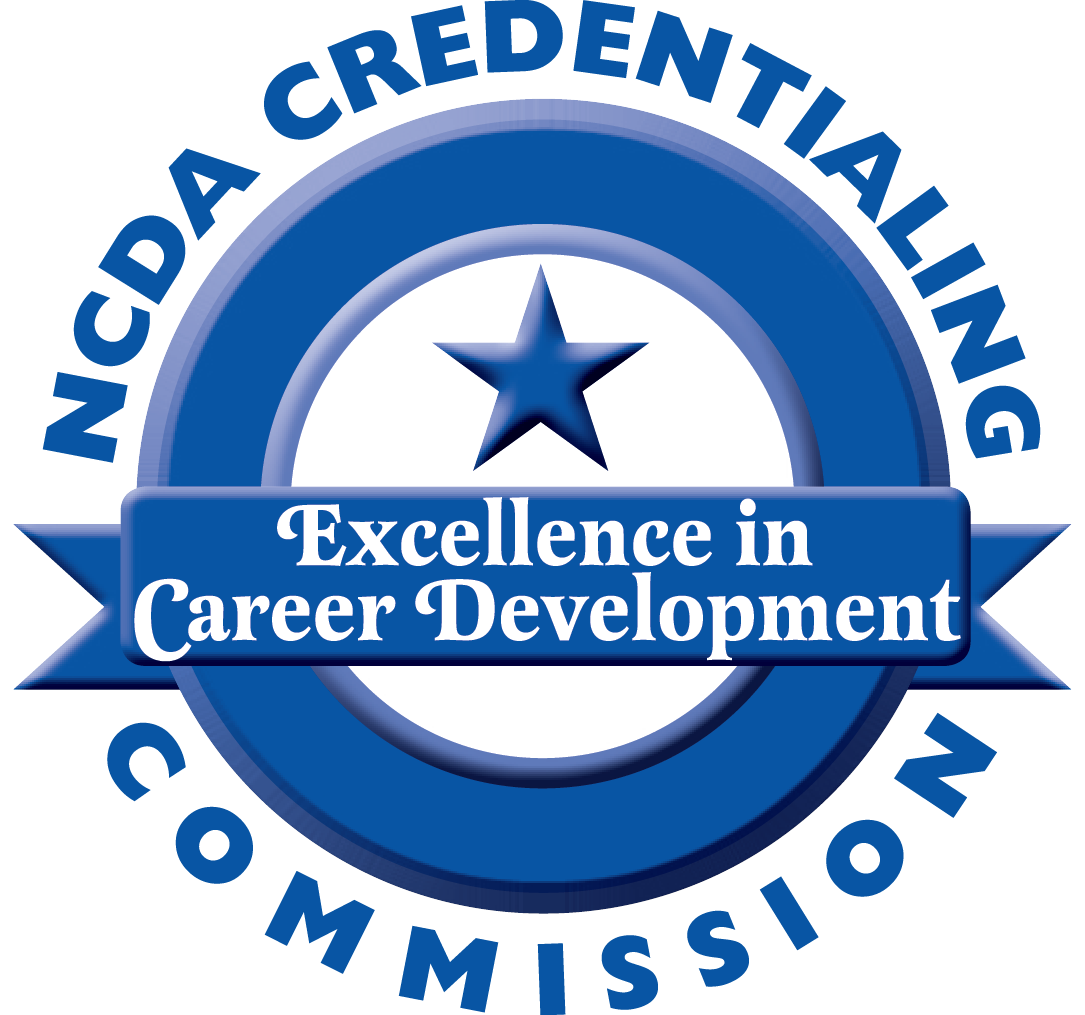 NCDA CREDENTIALING
Excellence in
Career Development
COMMISSION